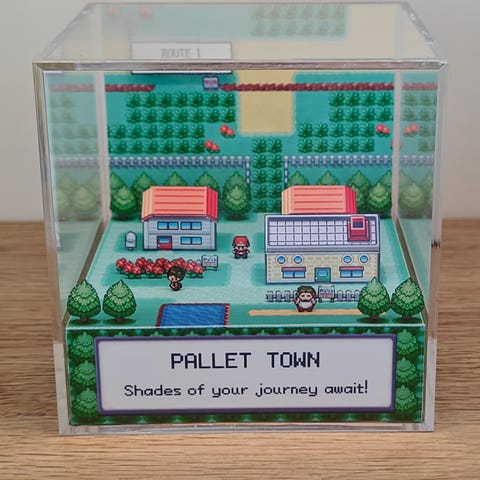 ROUTE 1
PALLET TOWN
Shades of your journey await!